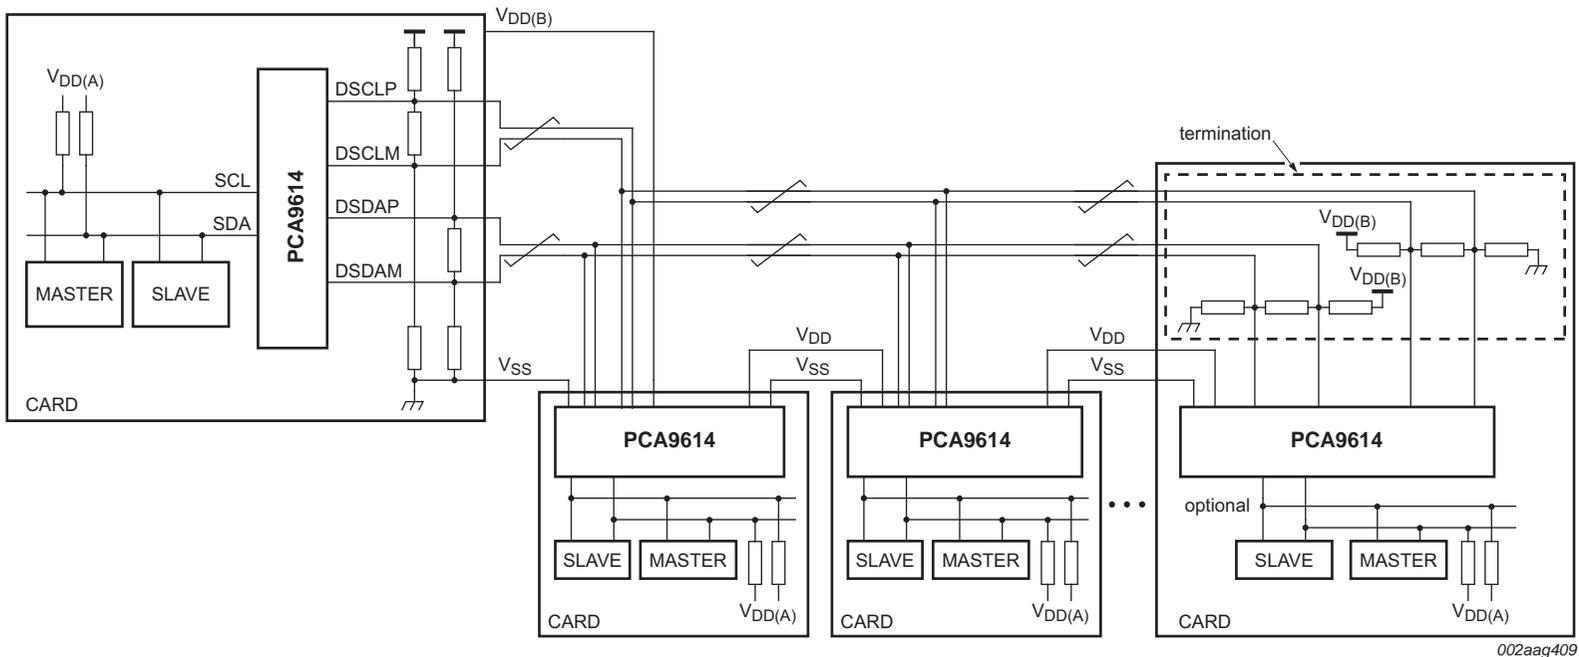 VDD(B)
VDD(A)
DSCLP
DSCLM
SCL
PCA9614
DSDAP
SDA
DSDAM
MASTER
SLAVE
VSS
CARD
termination
VDD(B)
VDD(B)
VDD
VSS
VDD
VSS
PCA9614
PCA9614
PCA9614
SLAVE
MASTER
VDD(A)
CARD
SLAVE
MASTER
VDD(A)
CARD
• • •
optional
SLAVE
MASTER
VDD(A)
CARD
002aag409